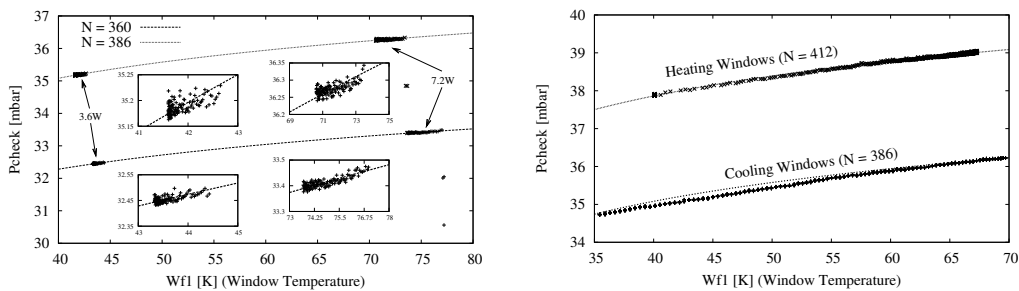 37
36
35
34
33
32
31
30
Pcheck [mbar]
N = 360
N = 386
3.6W
7.2W
35.25
35.2
35.15
41 42 43
36.3
36.25
36.2
69 71 73 75
32.55
32.45
32.35
43 44 45
33.5
33.4
33.3
73 74.25 75.5 76.75 78
40 45 50 55 60 65 70 75 80
Wf1 [K] (Window Temperature)
40
39
38
37
36
35
34
Pcheck [mbar]
Heating Windows (N = 412)
Cooling Windows (N = 386)
35 40 45 50 55 60 65 70
Wf1 [K] (Window Temperature)